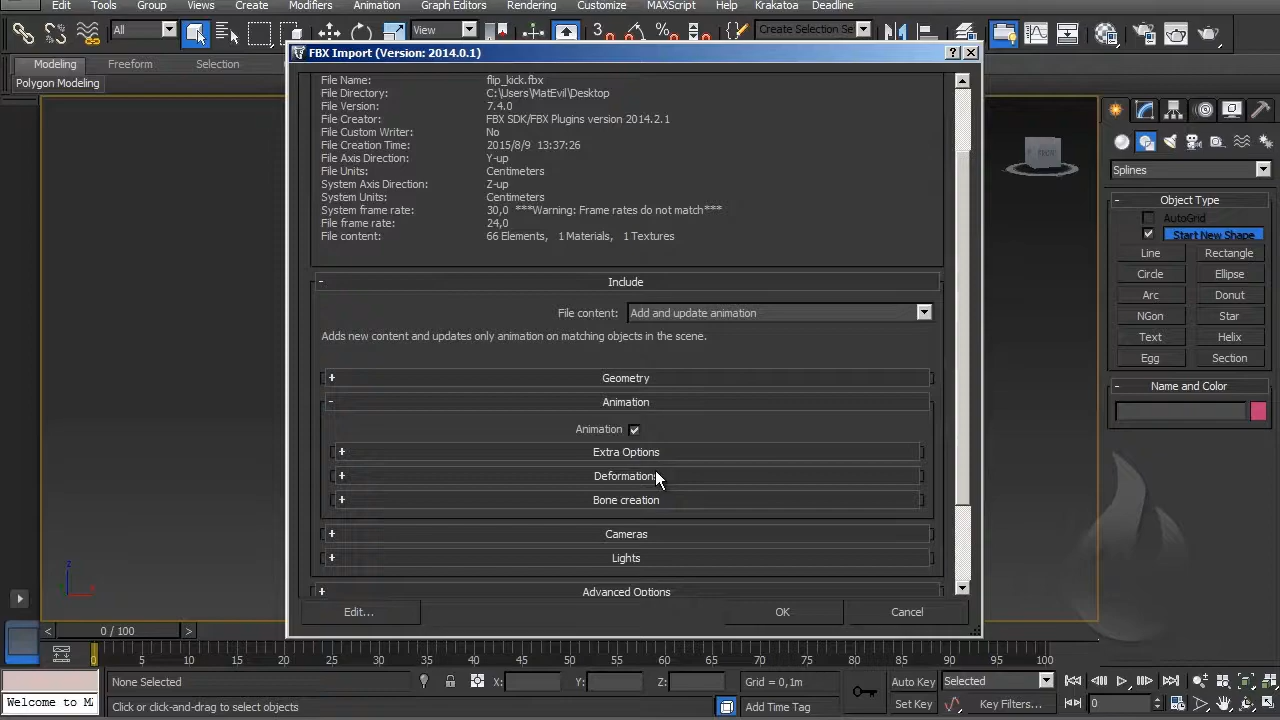 Edit Tools Group Views Create Modifiers Animation Graph Editors Rendering Customize MAXScript Help Krakatoa Deadline
All View Create Selection Se
FBX Import (Version: 2014.0.1)
Modeling Freeform Selection
Polygon Modeling
File Name: flip_kick.fbx
File Directory: C:\Users\MatEvil\Desktop
File Version: 7.4.0
File Creator: FBX SDK/FBX Plugins version 2014.2.1
File Custom Writer: No
File Creation Time: 2015/8/9 13:37:26
File Axis Direction: Y-up
File Units: Centimeters
System Axis Direction: Z-up
System Units: Centimeters
System frame rate: 30,0 ***Warning: Frame rates do not match***
File frame rate: 24,0
File content: 66 Elements, 1 Materials, 1 Textures
- Include
File content: Add and update animation
Adds new content and updates only animation on matching objects in the scene.
+ Geometry
- Animation
Animation
+ Extra Options
+ Deformations
+ Bone creation
+ Cameras
+ Lights
+ Advanced Options
Edit... OK Cancel
Splines
- Object Type
AutoGrid
Start New Shape
Line Rectangle
Circle Ellipse
Arc Donut
NGon Star
Text Helix
Egg Section
- Name and Color
z
< 0 / 100 >
0 5 10 15 20 25 30 35 40 45 50 55 60 65 70 75 80 85 90 95 100
None Selected X: Y: Z: Grid = 0,1m Auto Key Selected
Welcome to M
Click or click-and-drag to select objects Add Time Tag Set Key Key Filters... 0